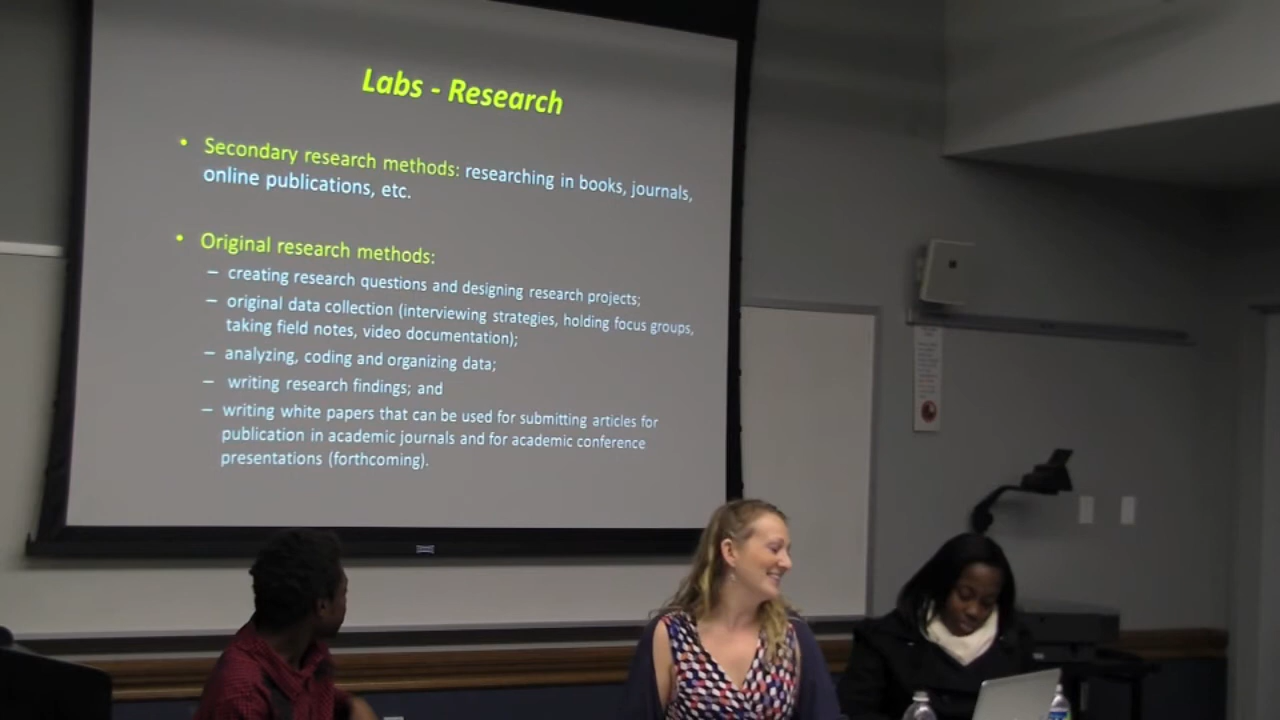 Labs - Research
• Secondary research methods: researching in books, journals,
online publications, etc.
• Original research methods:
– creating research questions and designing research projects;
– original data collection (interviewing strategies, holding focus groups,
taking field notes, video documentation);
– analyzing, coding and organizing data;
– writing research findings; and
– writing white papers that can be used for submitting articles for
publication in academic journals and for academic conference
presentations (forthcoming).